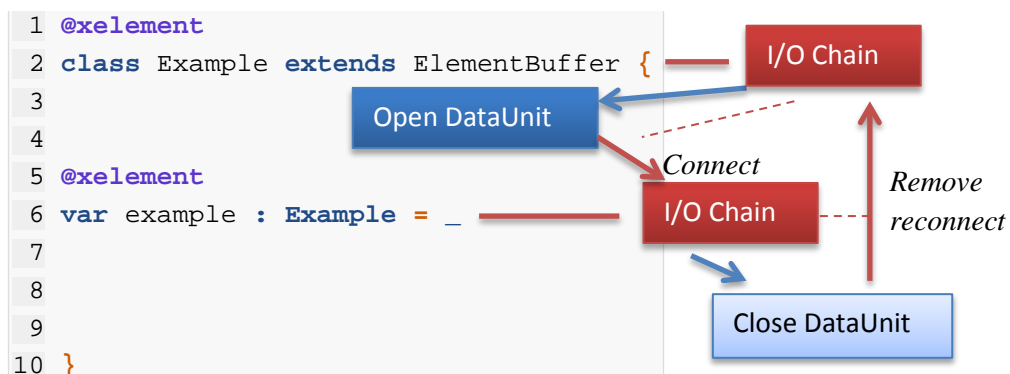 1 @xelement
2 class Example extends ElementBuffer {
I/O Chain
3
Open DataUnit
4
5 @xelement
Connect
Remove
reconnect
6 var example : Example = _
I/O Chain
7
8
9
Close DataUnit
10 }